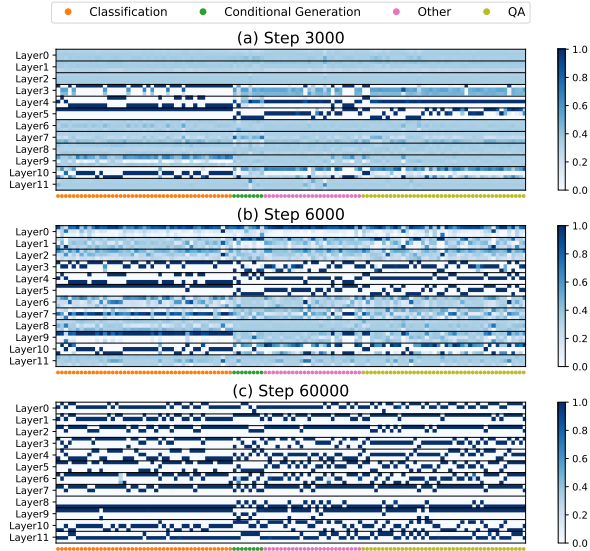 Classification Conditional Generation Other QA
(a) Step 3000
Layer0
Layer1
Layer2
Layer3
Layer4
Layer5
Layer6
Layer7
Layer8
Layer9
Layer10
Layer11
1.0
0.8
0.6
0.4
0.2
0.0
(b) Step 6000
Layer0
Layer1
Layer2
Layer3
Layer4
Layer5
Layer6
Layer7
Layer8
Layer9
Layer10
Layer11
1.0
0.8
0.6
0.4
0.2
0.0
(c) Step 60000
Layer0
Layer1
Layer2
Layer3
Layer4
Layer5
Layer6
Layer7
Layer8
Layer9
Layer10
Layer11
1.0
0.8
0.6
0.4
0.2
0.0